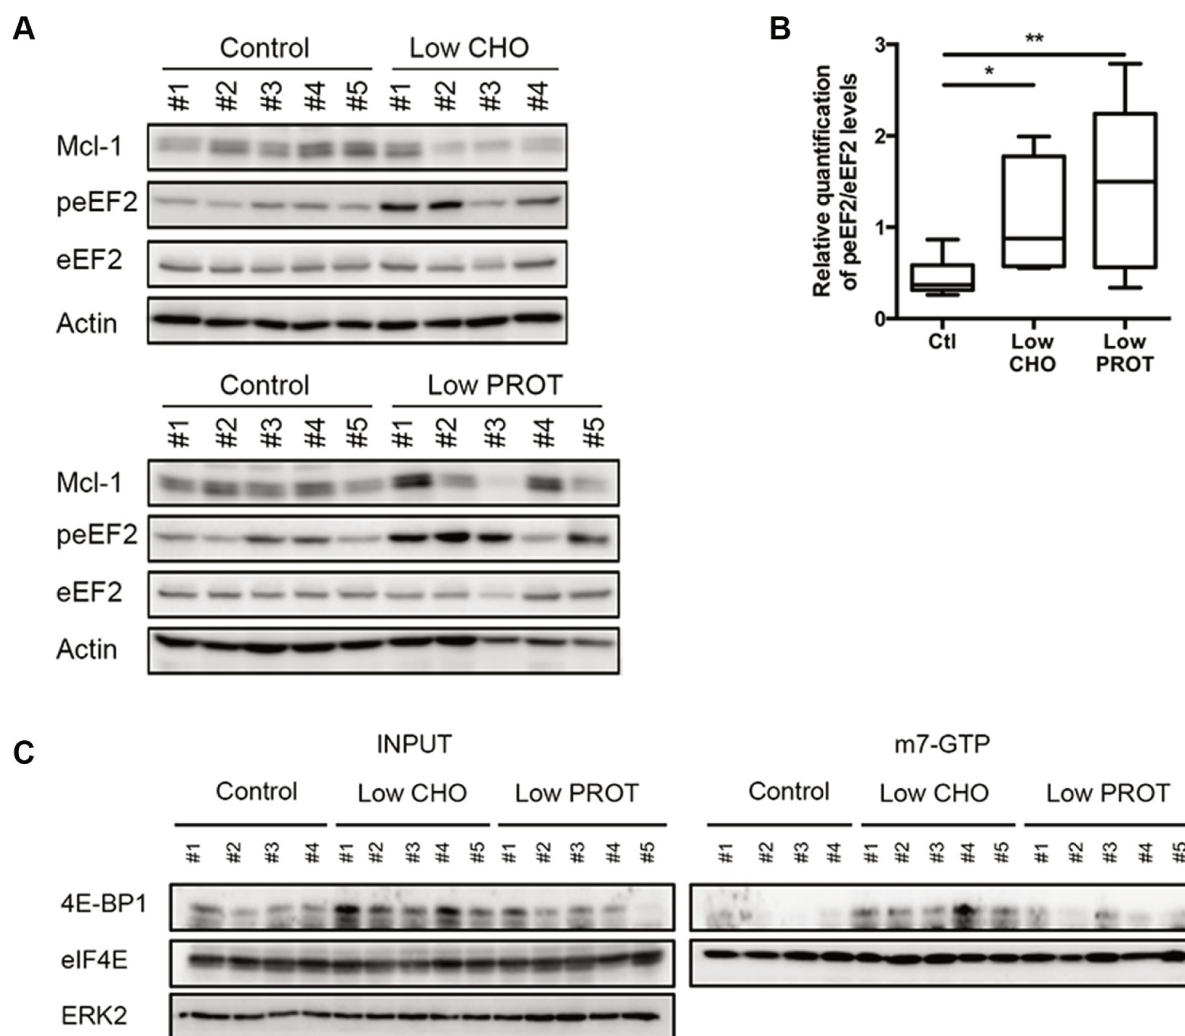 A
Control Low CHO
#1 #2 #3 #4 #5 #1 #2 #3 #4
Mcl-1
peEF2
eEF2
Actin
Control Low PROT
#1 #2 #3 #4 #5 #1 #2 #3 #4 #5
Mcl-1
peEF2
eEF2
Actin
B
Relative quantification
of peEF2/eEF2 levels
3
2
1
0
**
*
Ctl Low CHO Low PROT
C
INPUT m7-GTP
Control Low CHO Low PROT Control Low CHO Low PROT
#1 #2 #3 #4 #1 #2 #3 #4 #5 #1 #2 #3 #4 #5 #1 #2 #3 #4 #1 #2 #3 #4 #5 #1 #2 #3 #4 #5
4E-BP1
eIF4E
ERK2